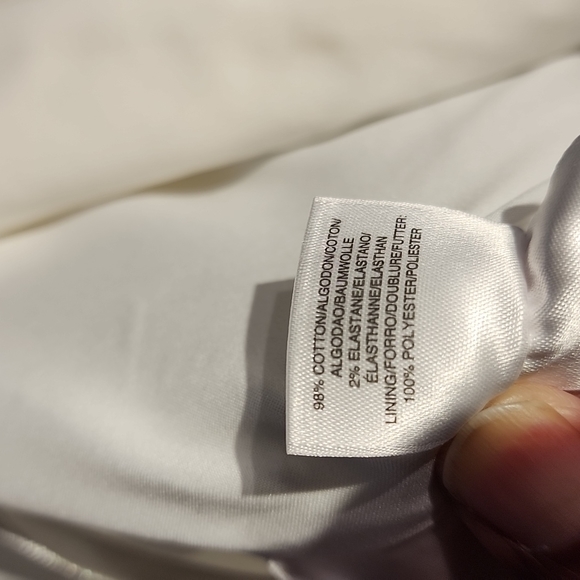 98% COTTON/ALGODON/COTON/
ALGODAO/BAUMWOLLE
2% ELASTANE/ELASTANO/
ÉLASTHANNE/ELASTHAN
LINING/FORRO/DOUBLURE/FUTTER:
100% POLYESTER/POLIESTER